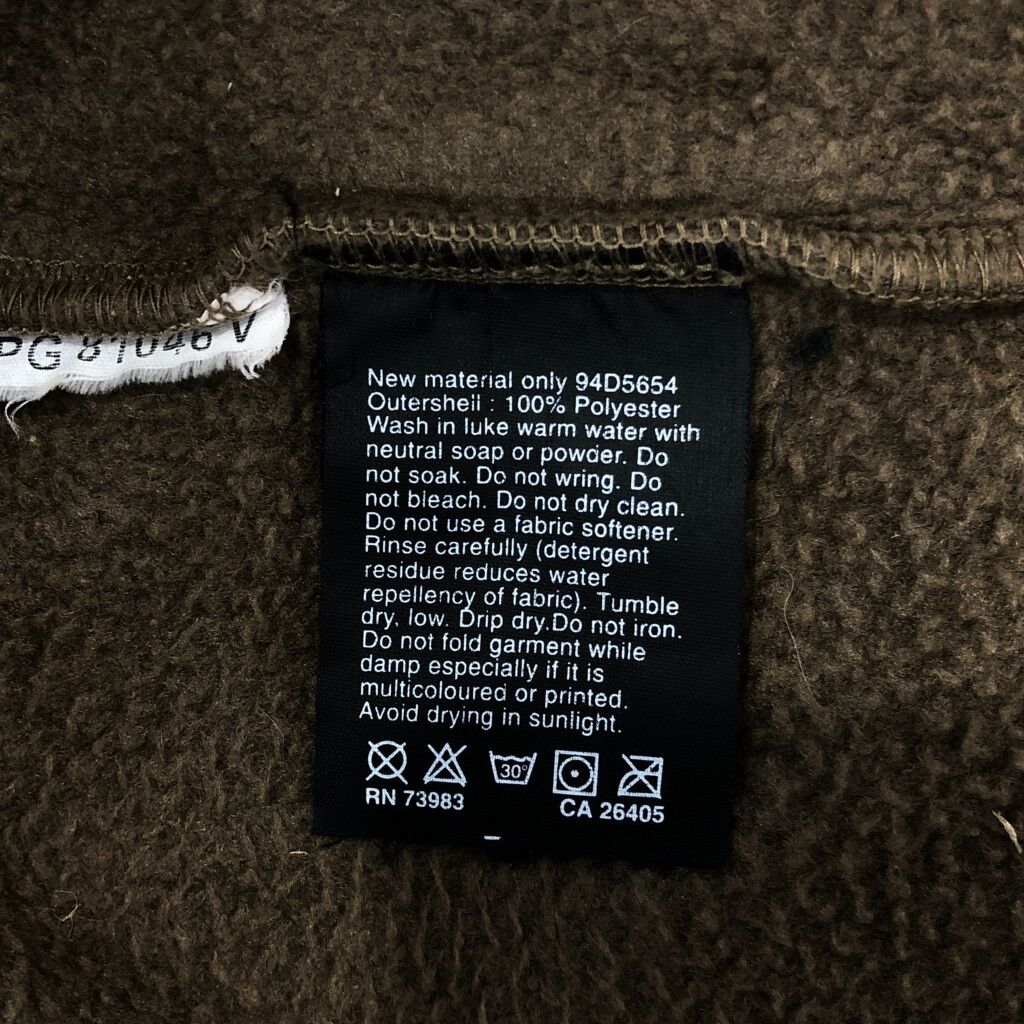 PG 81046 V
New material only 94D5654
Outershell : 100% Polyester
Wash in luke warm water with
neutral soap or powder. Do
not soak. Do not wring. Do
not bleach. Do not dry clean.
Do not use a fabric softener.
Rinse carefully (detergent
residue reduces water
repellency of fabric). Tumble
dry, low. Drip dry.Do not iron.
Do not fold garment while
damp especially if it is
multicoloured or printed.
Avoid drying in sunlight.
30°
RN 73983
CA 26405